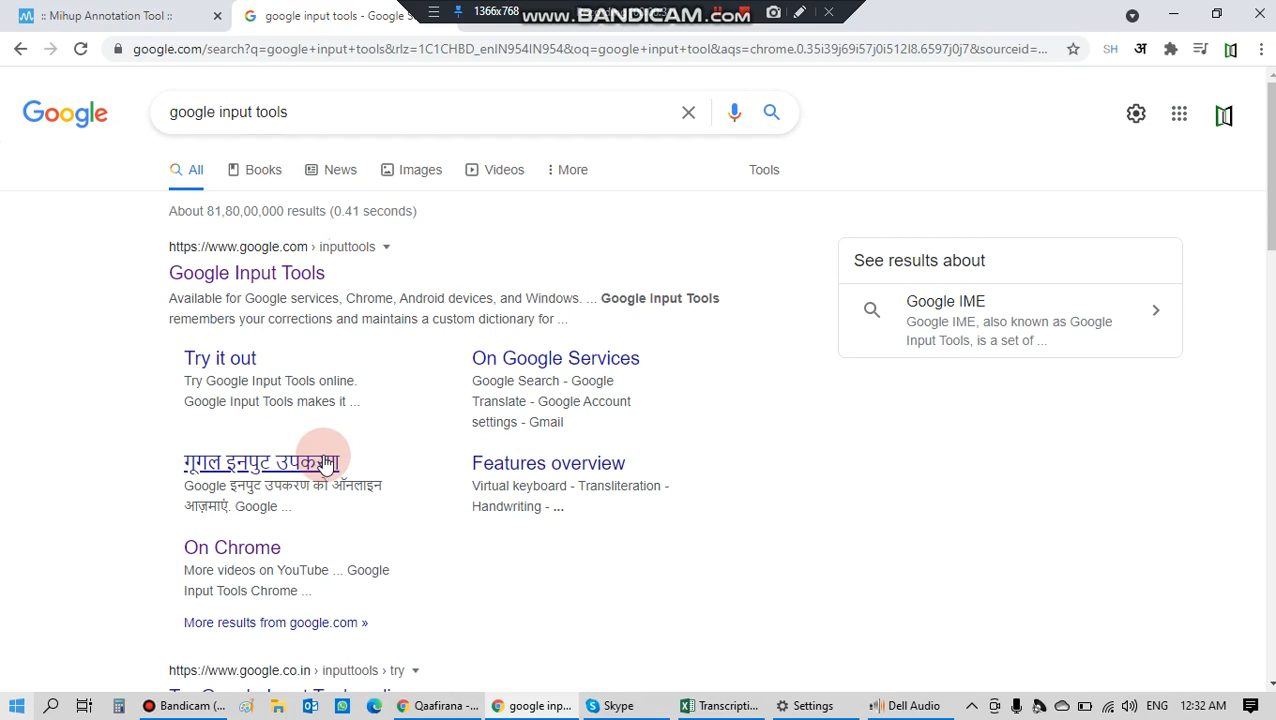 :: Mihup Annotation Tool ::
google input tools - Google S
1366x768
www.BANDICAM.com
google.com/search?q=google+input+tools&rlz=1C1CHBD_enIN954IN954&oq=google+input+tool&aqs=chrome.0.35i39j69i57j0i512l8.6597j0j7&sourceid=...
SH
अ
Google
google input tools
All
Books
News
Images
Videos
More
Tools
About 81,80,00,000 results (0.41 seconds)
https://www.google.com › inputtools
Google Input Tools
Available for Google services, Chrome, Android devices, and Windows. ... Google Input Tools
remembers your corrections and maintains a custom dictionary for ...
Try it out
Try Google Input Tools online.
Google Input Tools makes it ...
On Google Services
Google Search - Google
Translate - Google Account
settings - Gmail
गूगल इनपुट उपकरण
Google इनपुट उपकरण को ऑनलाइन
आज़माएं. Google ...
Features overview
Virtual keyboard - Transliteration -
Handwriting - ...
On Chrome
More videos on YouTube ... Google
Input Tools Chrome ...
More results from google.com »
https://www.google.co.in › inputtools › try
See results about
Google IME
Google IME, also known as Google
Input Tools, is a set of ...
Bandicam (...
Qaafirana -...
google inp...
Skype
Transcripti...
Settings
Dell Audio
ENG
12:32 AM